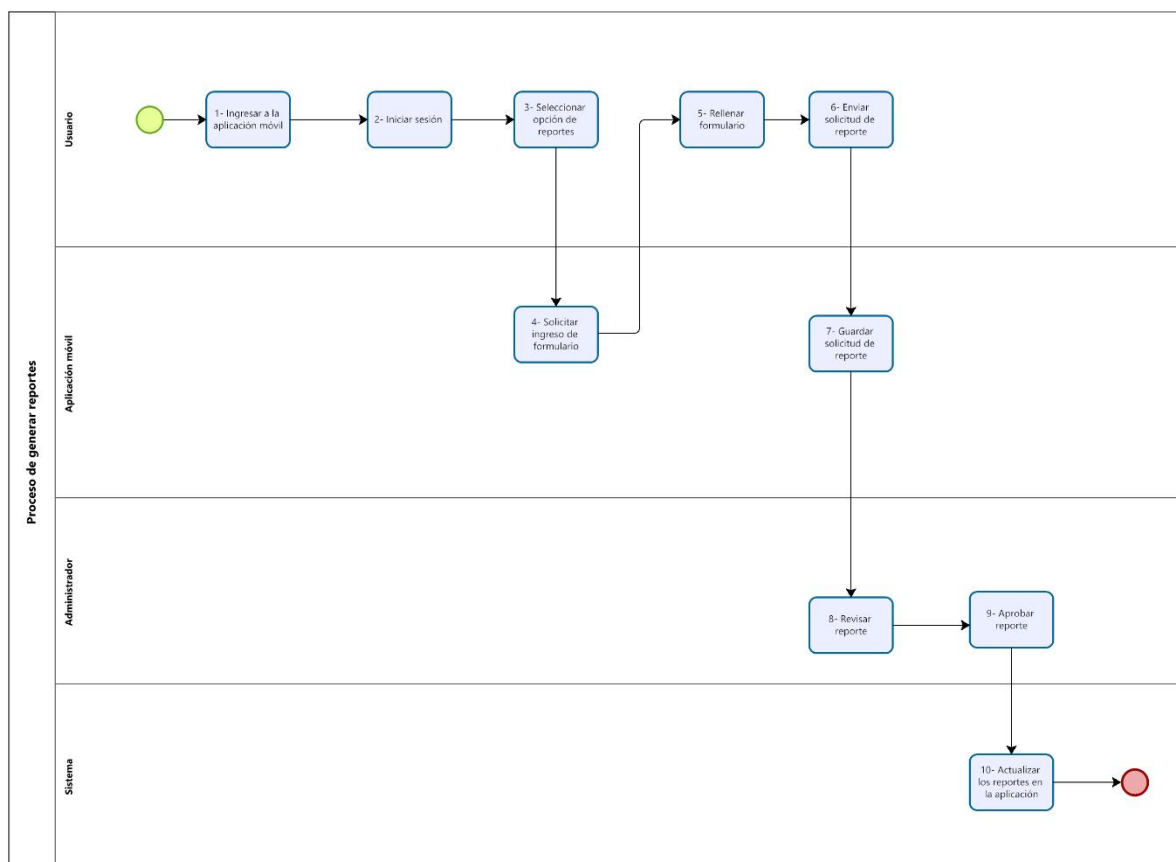 Proceso de generar reportes
Usuario
1- Ingresar a la
aplicación móvil
2- Iniciar sesión
3- Seleccionar
opción de
reportes
5- Rellenar
formulario
6- Enviar
solicitud de
reporte
Aplicación móvil
4- Solicitar
ingreso de
formulario
7- Guardar
solicitud de
reporte
Administrador
8- Revisar
reporte
9- Aprobar
reporte
Sistema
10- Actualizar
los reportes en
la aplicación